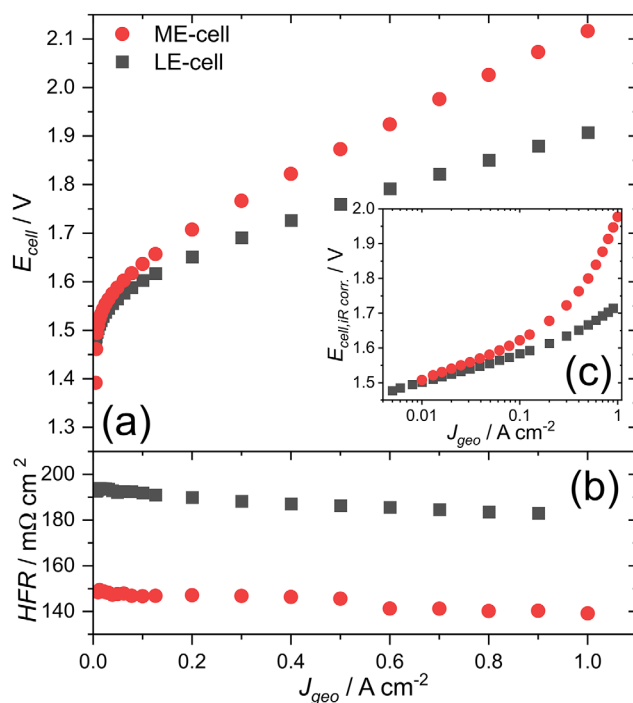 2.1
2.0
1.9
1.8
1.7
1.6
1.5
1.4
1.3
E_cell / V
ME-cell
LE-cell
(a)
2.0
1.9
1.8
1.7
1.6
1.5
E_cell,iR corr. / V
(c)
0.01
0.1
1
J_geo / A cm⁻²
200
180
160
140
HFR / mΩ cm²
(b)
0.0
0.2
0.4
0.6
0.8
1.0
J_geo / A cm⁻²